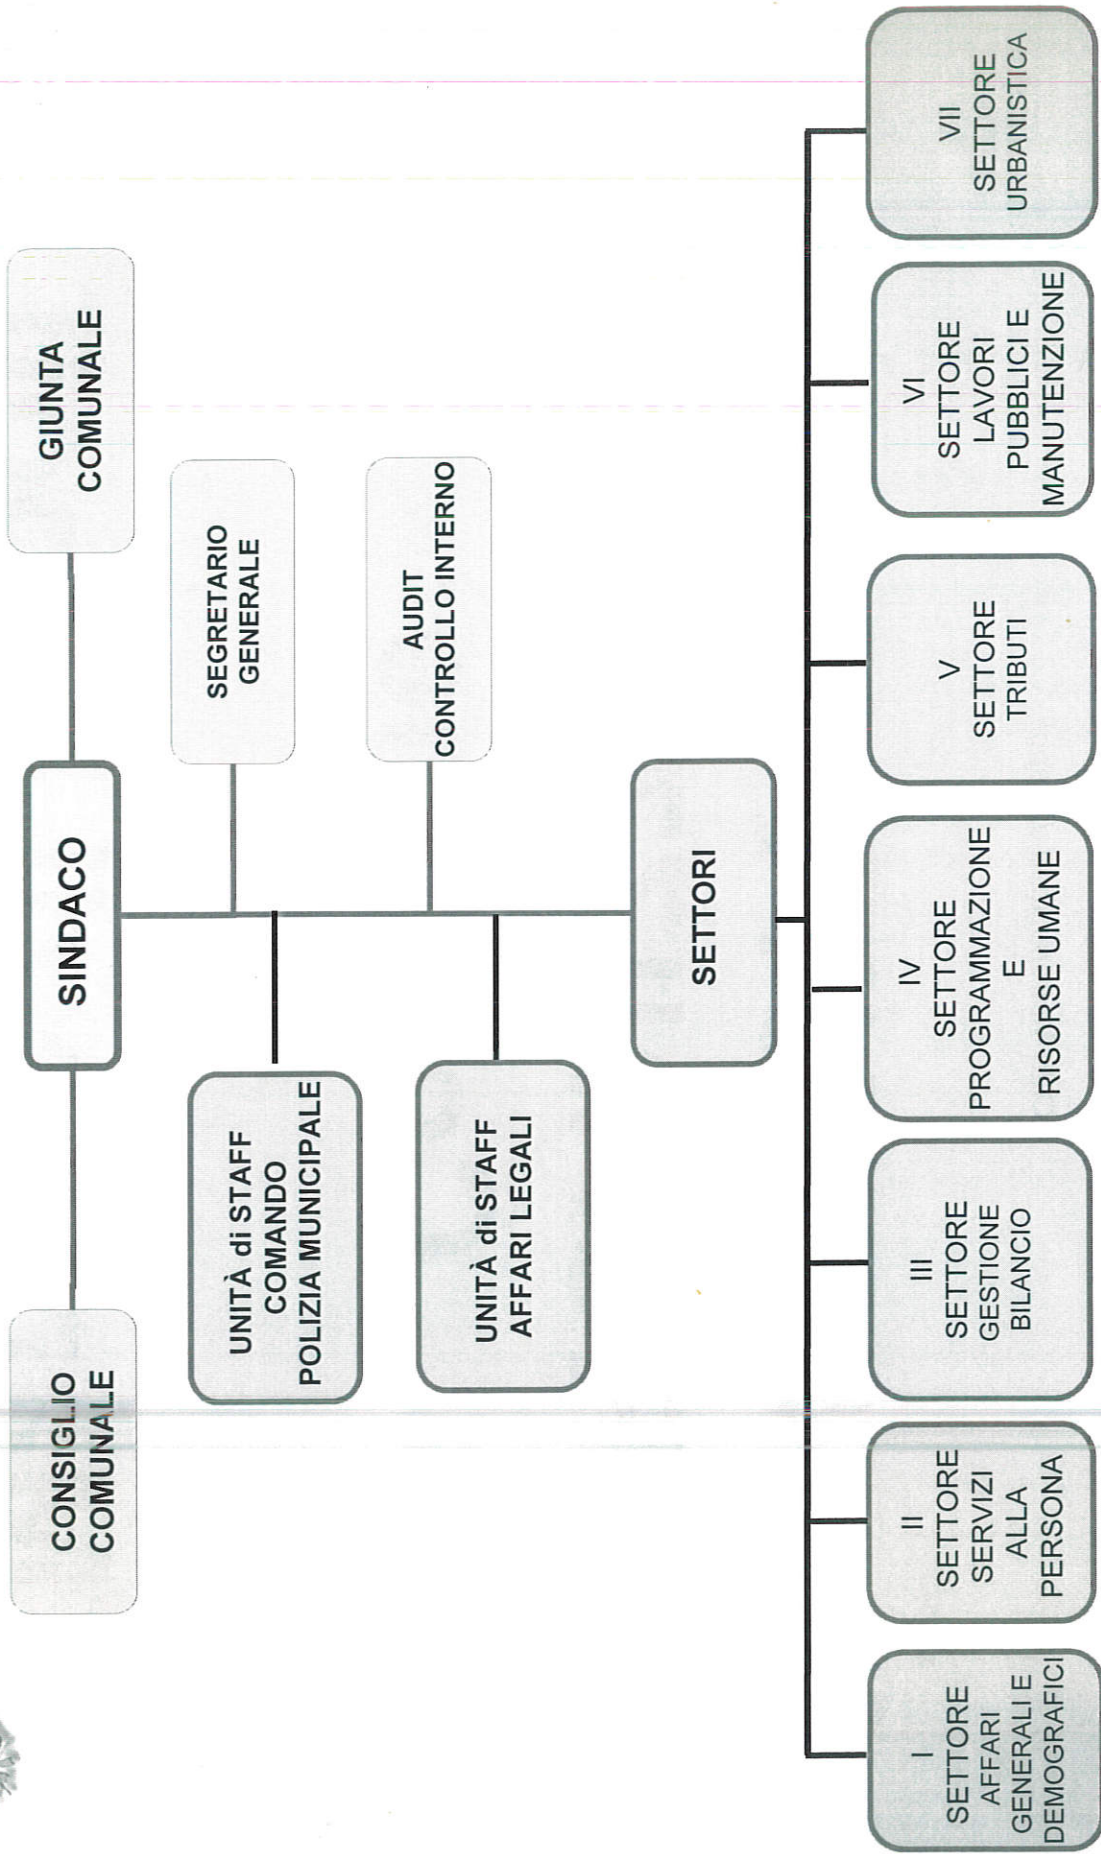 CONSIGLIO
COMUNALE
SINDACO
GIUNTA
COMUNALE
SEGRETARIO
GENERALE
UNITÀ di STAFF
COMANDO
POLIZIA MUNICIPALE
AUDIT
CONTROLLO INTERNO
UNITÀ di STAFF
AFFARI LEGALI
SETTORI
I
SETTORE
AFFARI
GENERALI E
DEMOGRAFICI
II
SETTORE
SERVIZI
ALLA
PERSONA
III
SETTORE
GESTIONE
BILANCIO
IV
SETTORE
PROGRAMMAZIONE
E
RISORSE UMANE
V
SETTORE
TRIBUTI
VI
SETTORE
LAVORI
PUBBLICI E
MANUTENZIONE
VII
SETTORE
URBANISTICA